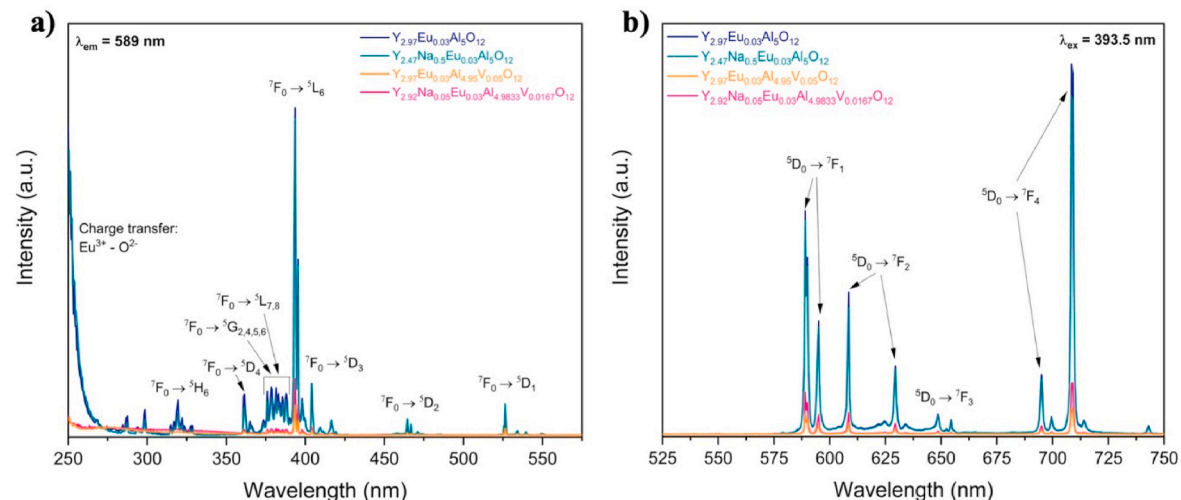 a)
λem = 589 nm
Y2.97Eu0.03Al5O12
Y2.47Na0.5Eu0.03Al5O12
Y2.97Eu0.03Al4.95V0.05O12
Y2.92Na0.05Eu0.03Al4.9833V0.0167O12
⁷F₀ → ⁵L₆
Charge transfer:
Eu³⁺ - O²⁻
⁷F₀ → ⁵L₇,₈
⁷F₀ → ⁵G₂,₄,₅,₆
⁷F₀ → ⁵D₄
⁷F₀ → ⁵D₃
⁷F₀ → ⁵H₆
⁷F₀ → ⁵D₂
⁷F₀ → ⁵D₁
Intensity (a.u.)
250 300 350 400 450 500 550
Wavelength (nm)
b)
Y2.97Eu0.03Al5O12
Y2.47Na0.5Eu0.03Al5O12
Y2.97Eu0.03Al4.95V0.05O12
Y2.92Na0.05Eu0.03Al4.9833V0.0167O12
λex = 393.5 nm
⁵D₀ → ⁷F₁
⁵D₀ → ⁷F₄
⁵D₀ → ⁷F₂
⁵D₀ → ⁷F₃
Intensity (a.u.)
525 550 575 600 625 650 675 700 725 750
Wavelength (nm)